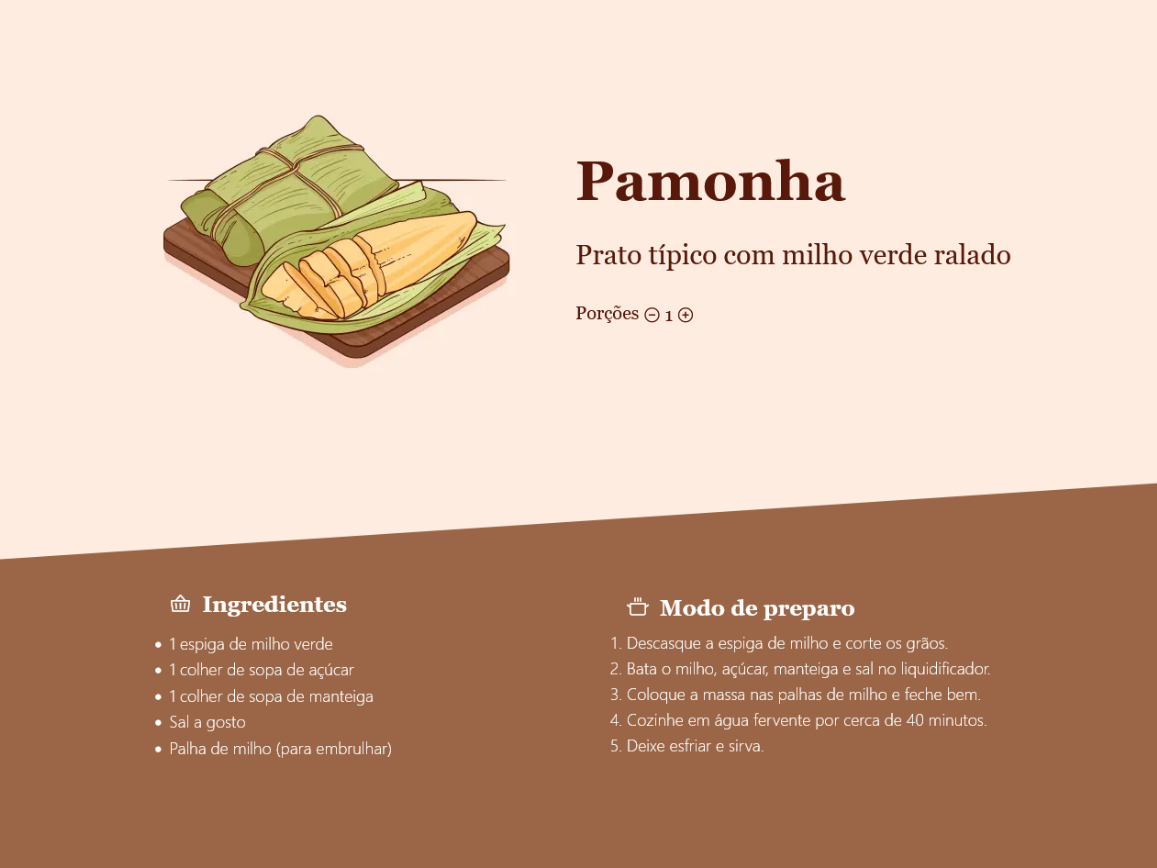 Pamonha
Prato típico com milho verde ralado
Porções 1
Ingredientes
• 1 espiga de milho verde
• 1 colher de sopa de açúcar
• 1 colher de sopa de manteiga
• Sal a gosto
• Palha de milho (para embrulhar)
Modo de preparo
1. Descasque a espiga de milho e corte os grãos.
2. Bata o milho, açúcar, manteiga e sal no liquidificador.
3. Coloque a massa nas palhas de milho e feche bem.
4. Cozinhe em água fervente por cerca de 40 minutos.
5. Deixe esfriar e sirva.